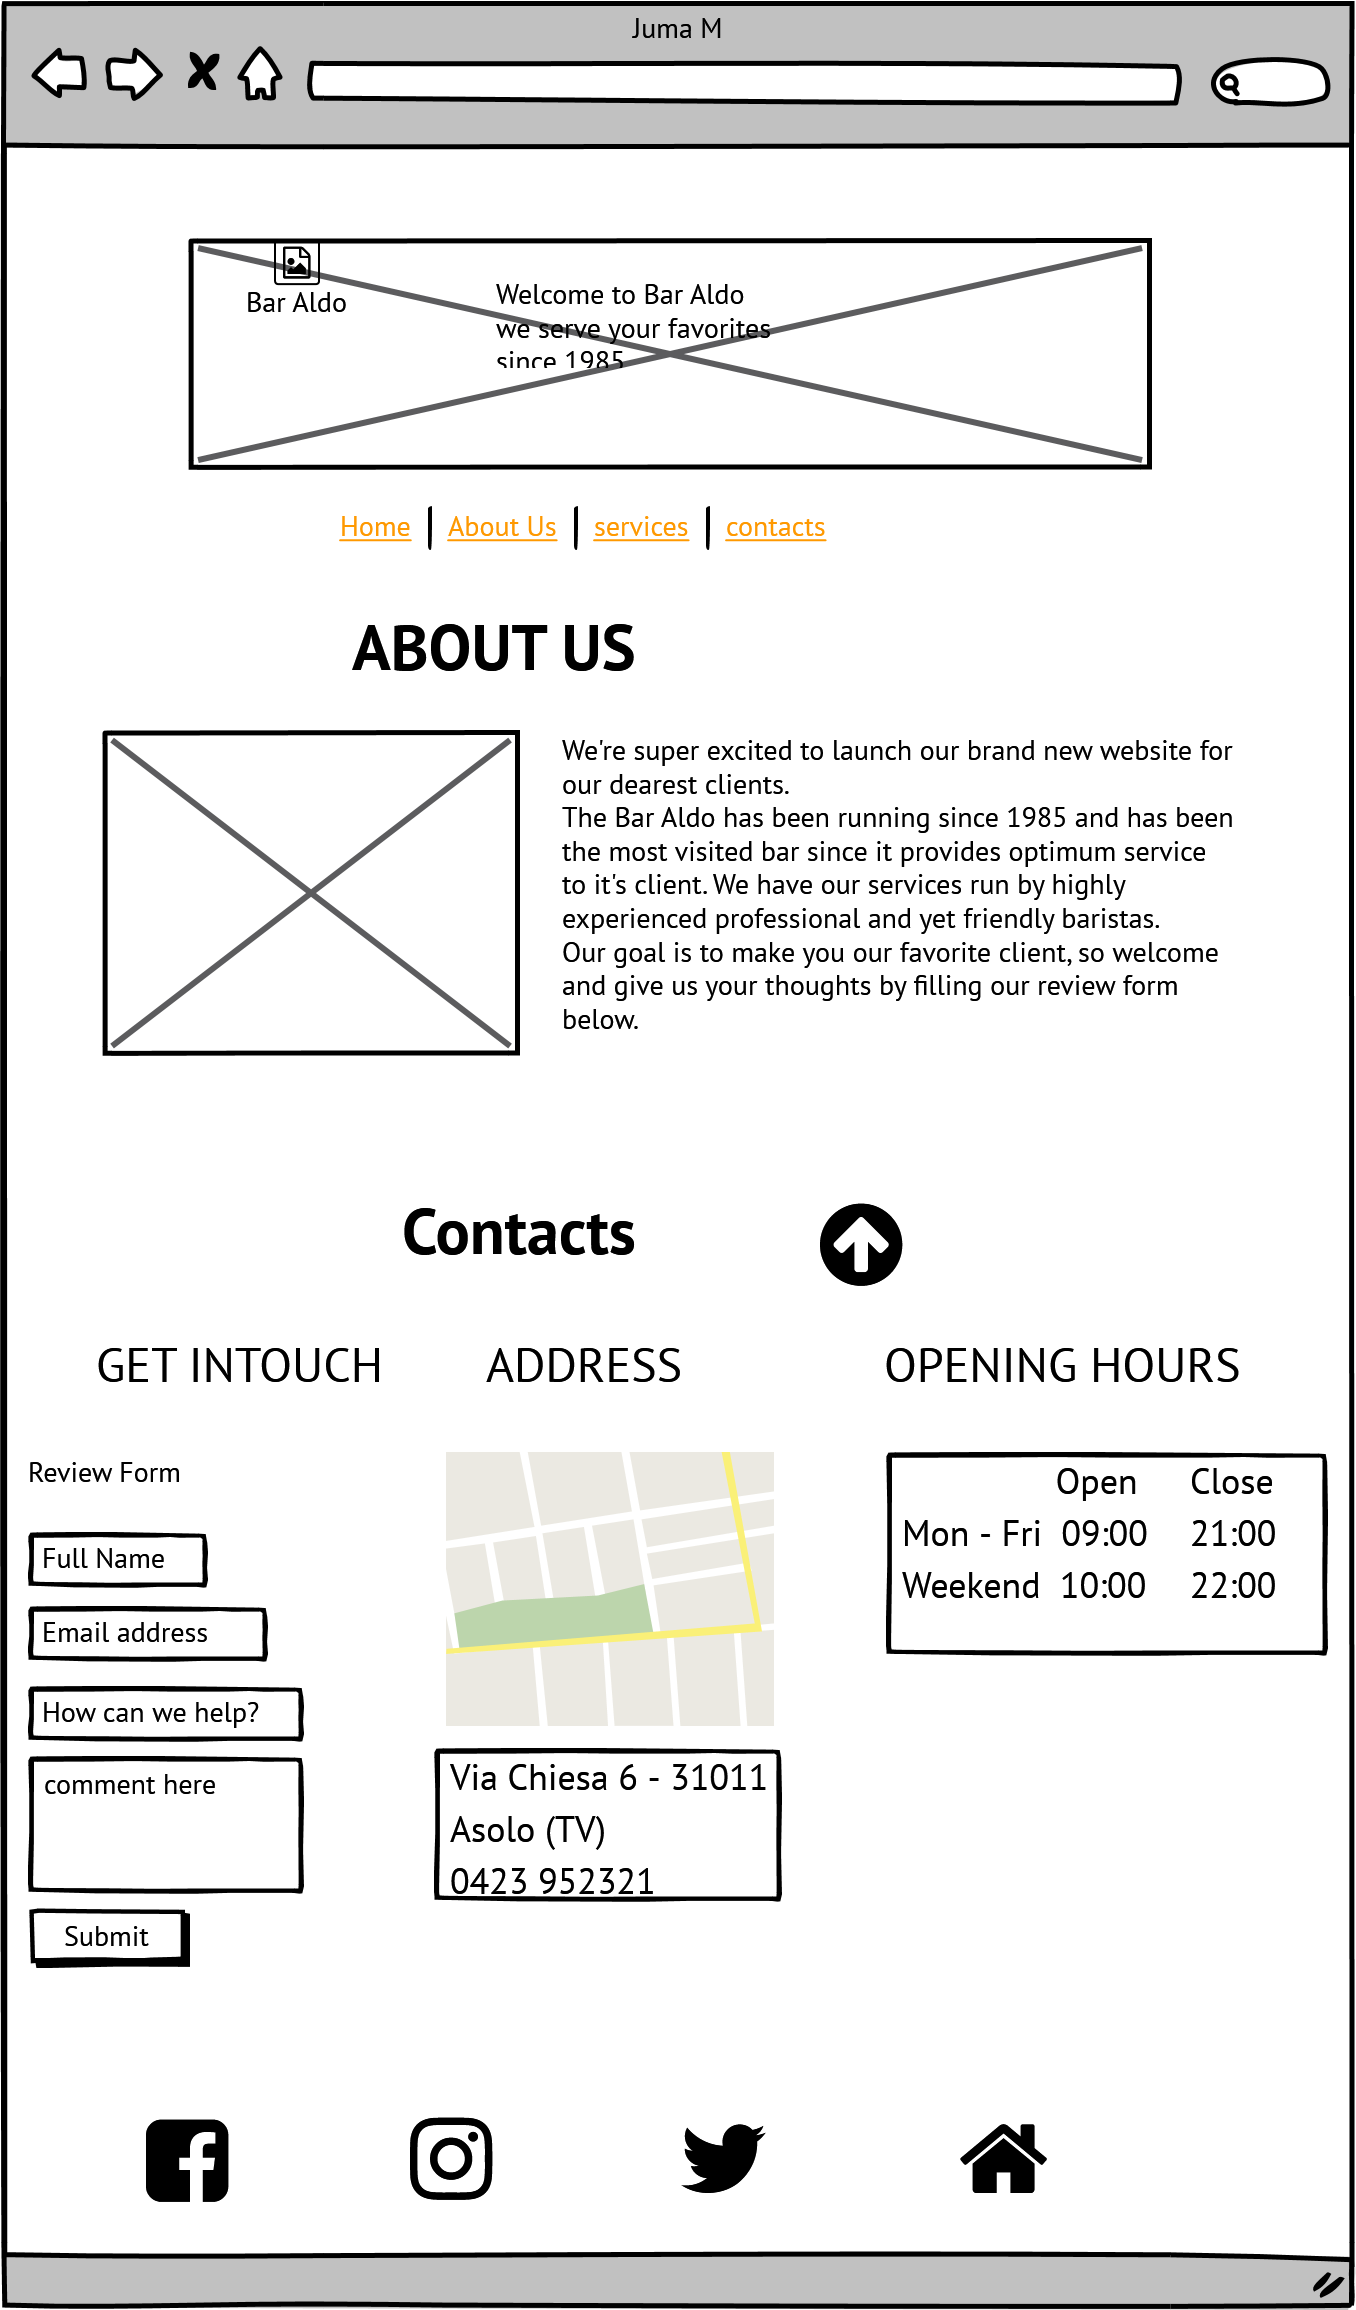 Juma M
Bar Aldo
Welcome to Bar Aldo
we serve your favorites
since 1985
Home | About Us | services | contacts
ABOUT US
We're super excited to launch our brand new website for
our dearest clients.
The Bar Aldo has been running since 1985 and has been
the most visited bar since it provides optimum service
to it's client. We have our services run by highly
experienced professional and yet friendly baristas.
Our goal is to make you our favorite client, so welcome
and give us your thoughts by filling our review form
below.
Contacts
GET INTOUCH
Review Form
Full Name
Email address
How can we help?
comment here
Submit
ADDRESS
Via Chiesa 6 - 31011
Asolo (TV)
0423 952321
OPENING HOURS
Open Close
Mon - Fri 09:00 21:00
Weekend 10:00 22:00